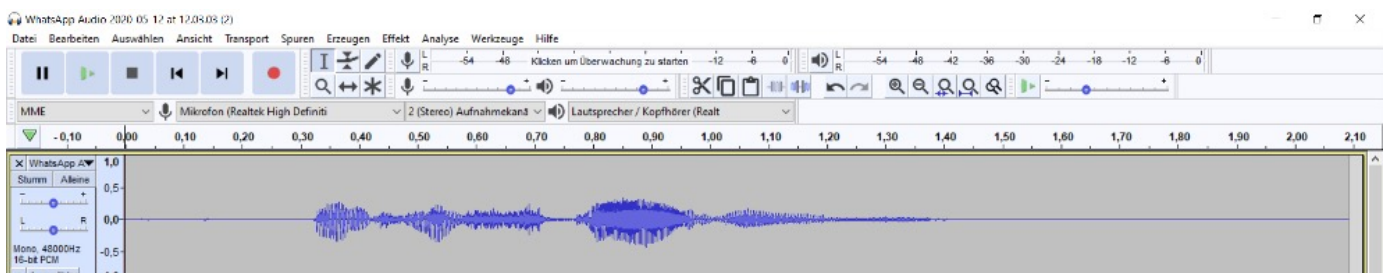 WhatsApp Audio 2020-05-12 at 12.03.03 (2)
Datei Bearbeiten Auswählen Ansicht Transport Spuren Erzeugen Effekt Analyse Werkzeuge Hilfe
L R -54 -48 Klicken um Überwachung zu starten -12 -6 0 L R -54 -48 -42 -36 -30 -24 -18 -12 -6 0
- + - + - +
MME Mikrofon (Realtek High Definiti 2 (Stereo) Aufnahmekanä Lautsprecher / Kopfhörer (Realt
-0,10 0,00 0,10 0,20 0,30 0,40 0,50 0,60 0,70 0,80 0,90 1,00 1,10 1,20 1,30 1,40 1,50 1,60 1,70 1,80 1,90 2,00 2,10
X WhatsApp A 1,0
Stumm Alleine
- + 0,5
L R 0,0
Mono, 48000Hz -0,5
16-bit PCM